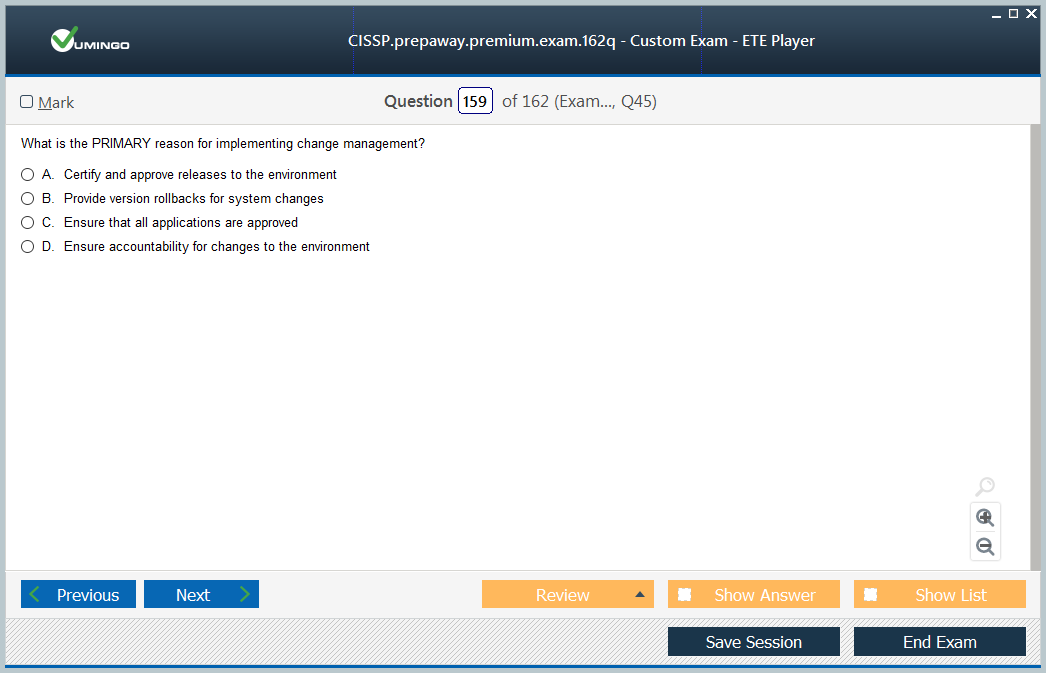 VUMINGO
CISSP.prepaway.premium.exam.162q - Custom Exam - ETE Player
Mark
Question 159 of 162 (Exam..., Q45)
What is the PRIMARY reason for implementing change management?
A. Certify and approve releases to the environment
B. Provide version rollbacks for system changes
C. Ensure that all applications are approved
D. Ensure accountability for changes to the environment
Previous
Next
Review
Show Answer
Show List
Save Session
End Exam